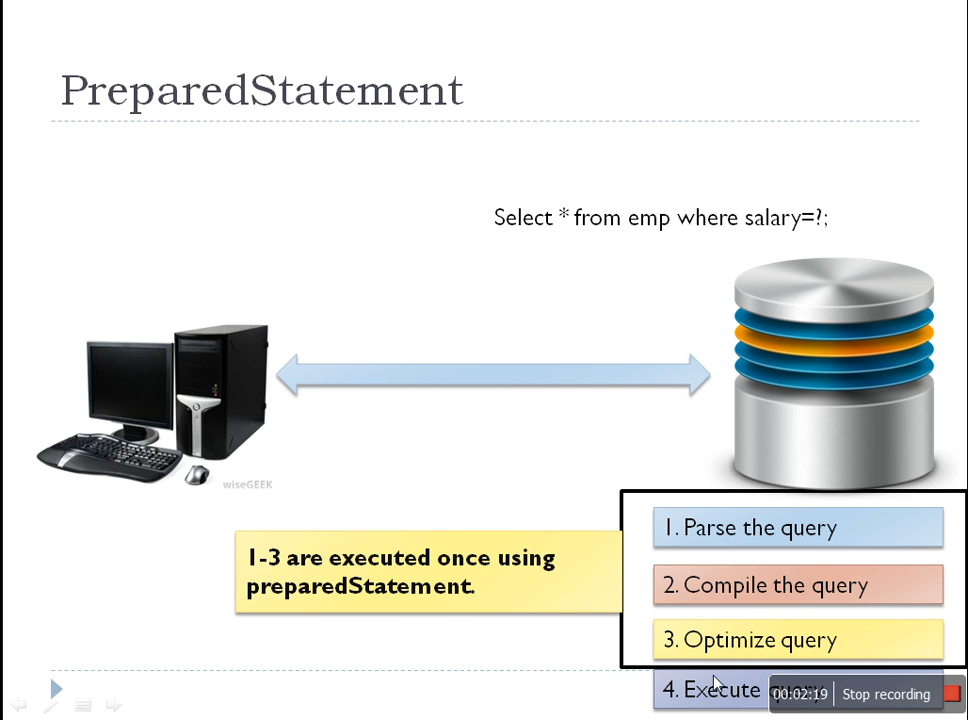 PreparedStatement
Select * from emp where salary=?;
wiseGEEK
1. Parse the query
1-3 are executed once using
preparedStatement.
2. Compile the query
3. Optimize query
4. Execute query
00:02:19 Stop recording